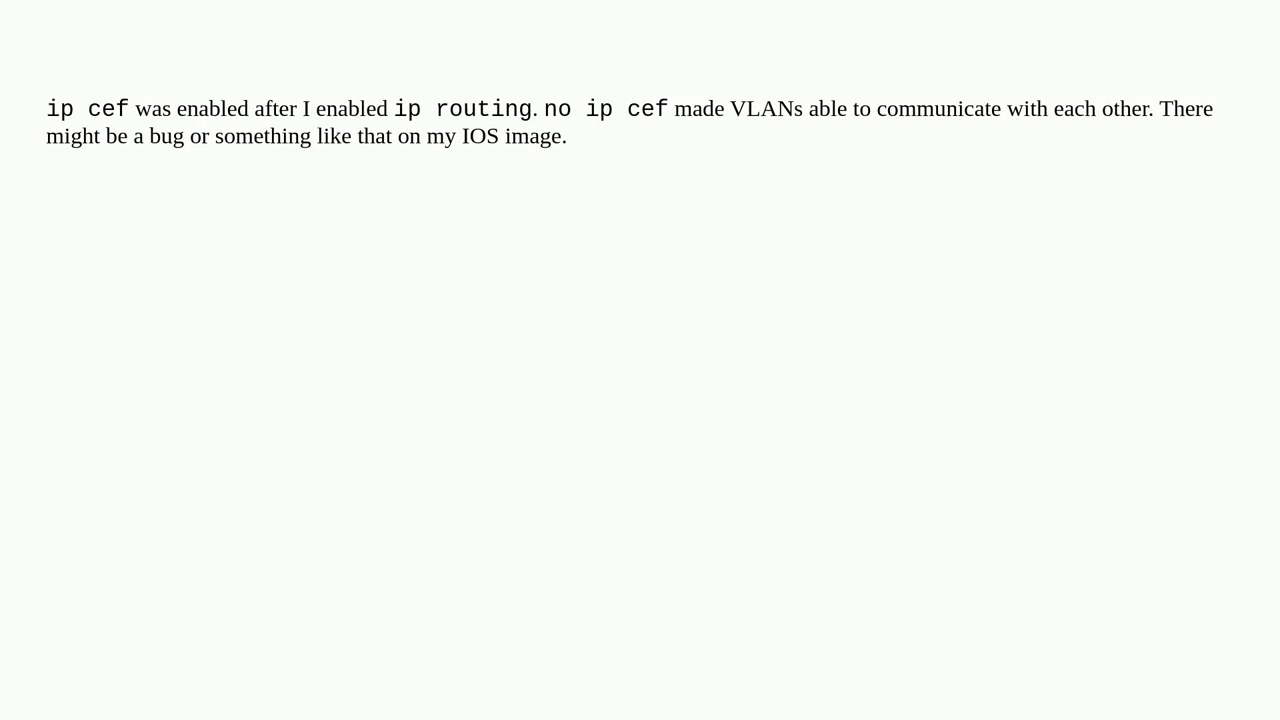 ip cef was enabled after I enabled ip routing. no ip cef made VLANs able to communicate with each other. There
might be a bug or something like that on my IOS image.